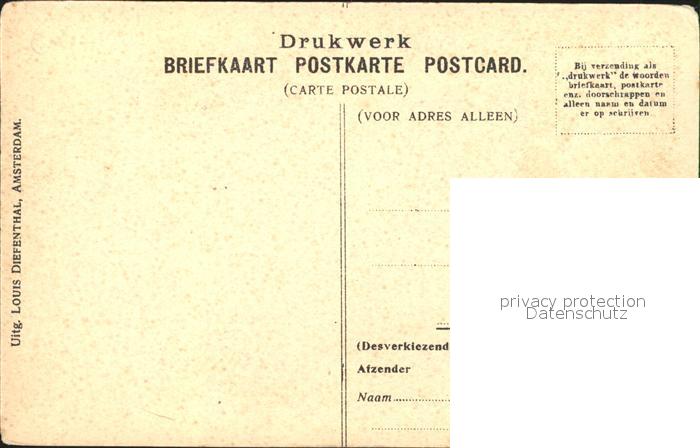 Drukwerk
BRIEFKAART POSTKARTE POSTCARD.
(CARTE POSTALE)
(VOOR ADRES ALLEEN)
Bij verzending als
„drukwerk" de woorden
briefkaart, postkarte
enz. doorschrappen en
alleen naam en datum
er op schrijven.
Uitg. LOUIS DIEFENTHAL, AMSTERDAM.
privacy protection
Datenschutz
(Desverkiezend
Afzender
Naam